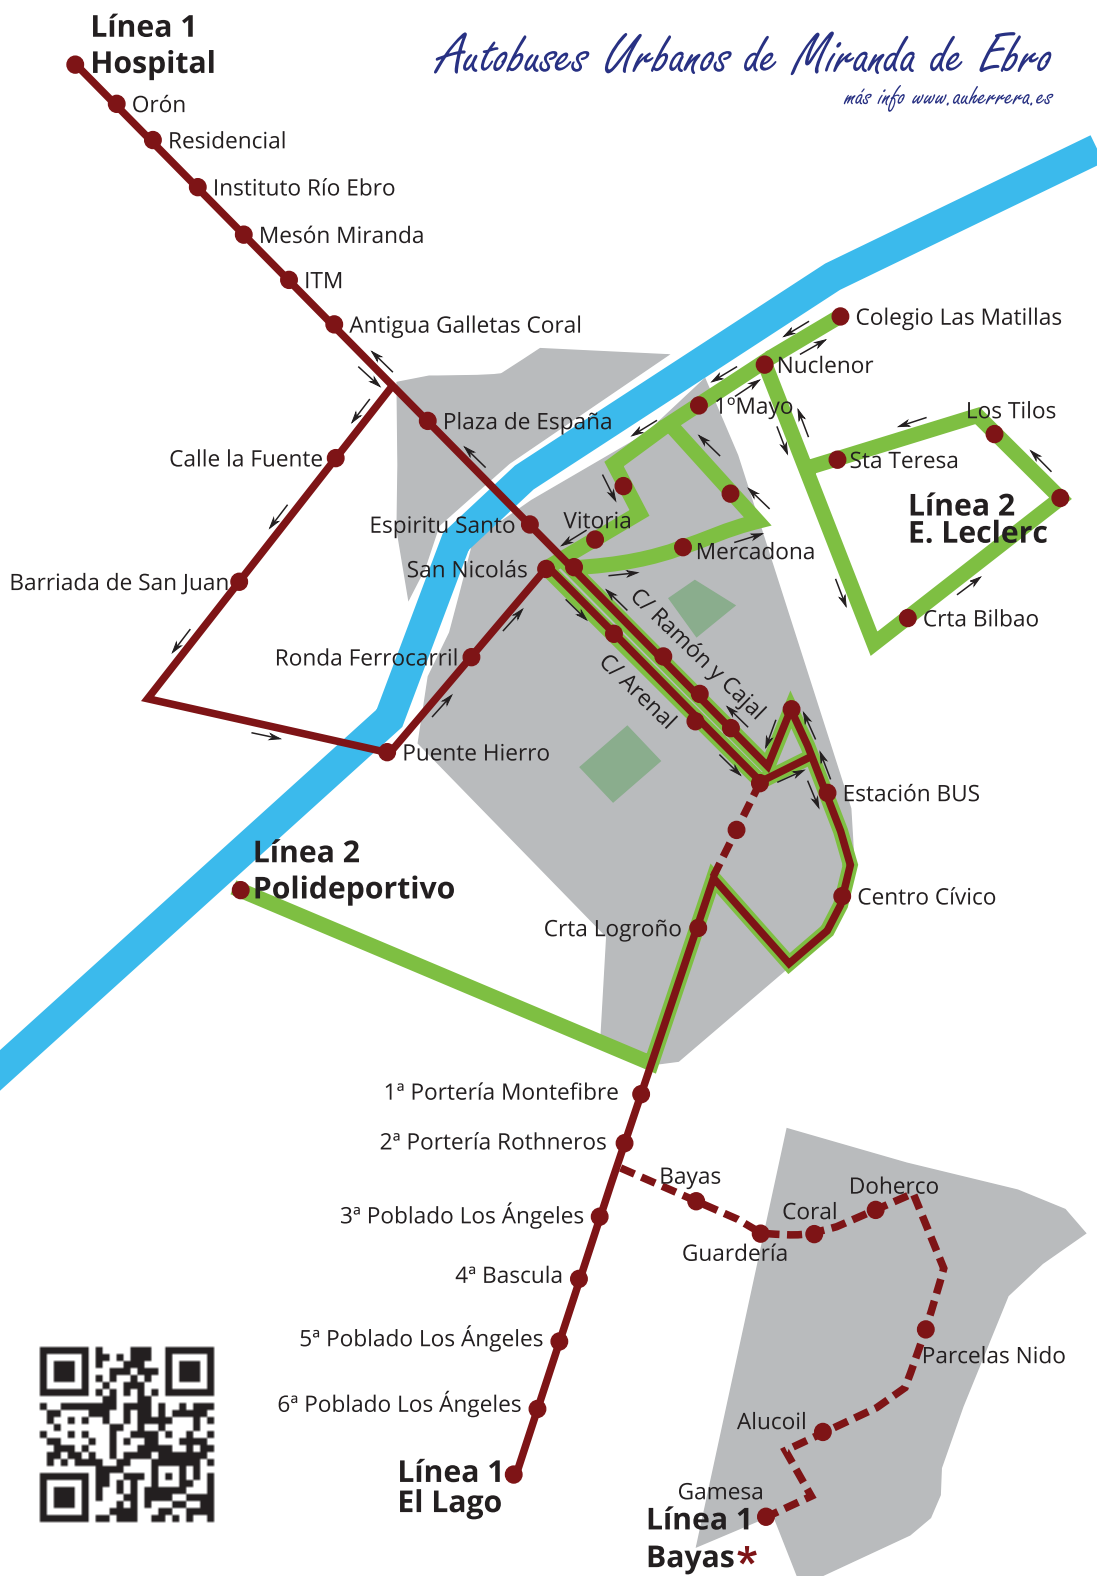 Línea 1
Hospital
Autobuses Urbanos de Miranda de Ebro
más info www.auherrera.es
Orón
Residencial
Instituto Río Ebro
Mesón Miranda
ITM
Antigua Galletas Coral
Colegio Las Matillas
Nuclenor
1ºMayo
Los Tilos
Plaza de España
Calle la Fuente
Sta Teresa
Línea 2
E. Leclerc
Espiritu Santo
Vitoria
Mercadona
San Nicolás
Barriada de San Juan
Crta Bilbao
C/ Ramón y Cajal
C/ Arenal
Ronda Ferrocarril
Puente Hierro
Estación BUS
Línea 2
Polideportivo
Centro Cívico
Crta Logroño
1ª Portería Montefibre
2ª Portería Rothneros
Bayas
Doherco
Coral
3ª Poblado Los Ángeles
Guardería
4ª Bascula
5ª Poblado Los Ángeles
Parcelas Nido
6ª Poblado Los Ángeles
Alucoil
Línea 1
El Lago
Gamesa
Línea 1
Bayas*